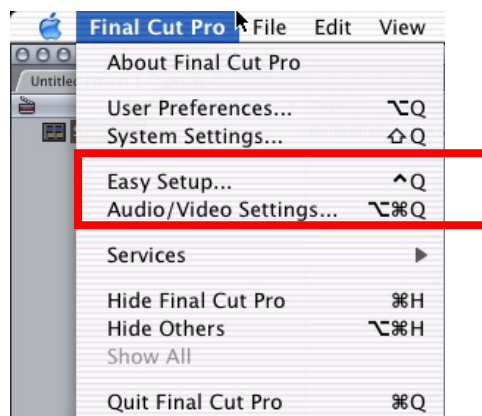 Final Cut Pro File Edit View
About Final Cut Pro
Untitled
User Preferences... ⌥Q
System Settings... ⇧Q
Easy Setup... ^Q
Audio/Video Settings... ⌥⌘Q
Services
Hide Final Cut Pro ⌘H
Hide Others ⌥⌘H
Show All
Quit Final Cut Pro ⌘Q